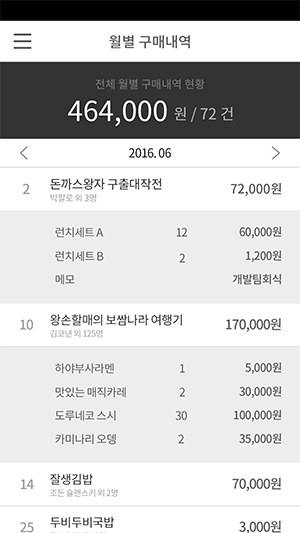 월별 구매내역
전체 월별 구매내역 현황
464,000 원 / 72 건
2016. 06
2 돈까스왕자 구출대작전 72,000원
박팔로 외 3명
런치세트 A 12 60,000원
런치세트 B 2 1,200원
메모 개발팀회식
10 왕손할매의 보쌈나라 여행기 170,000원
김코넌 외 125명
하야부사라멘 1 5,000원
맛있는 매직카레 2 30,000원
도루네코 스시 30 100,000원
카미나리 오뎅 2 35,000원
14 잘생김밥 70,000원
조든 슬랜스키 외 2명
25 두비두비국밥 3,000원